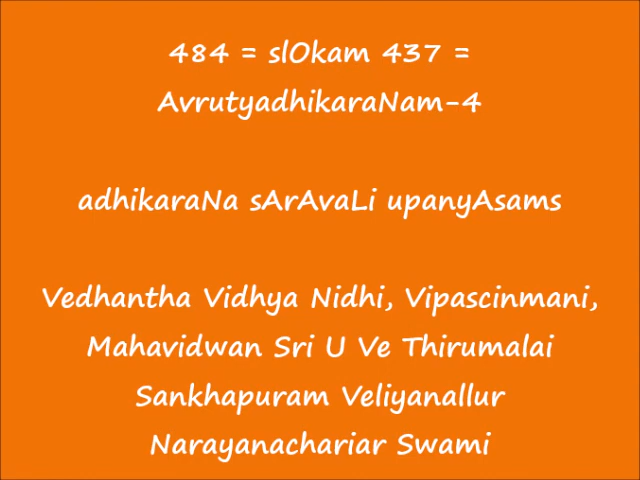 484 = slOkam 437 =
AvrutyadhikaraNam-4
adhikaraNa sArAvaLi upanyAsams
Vedhantha Vidhya Nidhi, Vipascinmani,
Mahavidwan Sri U Ve Thirumalai
Sankhapuram Veliyanallur
Narayanachariar Swami